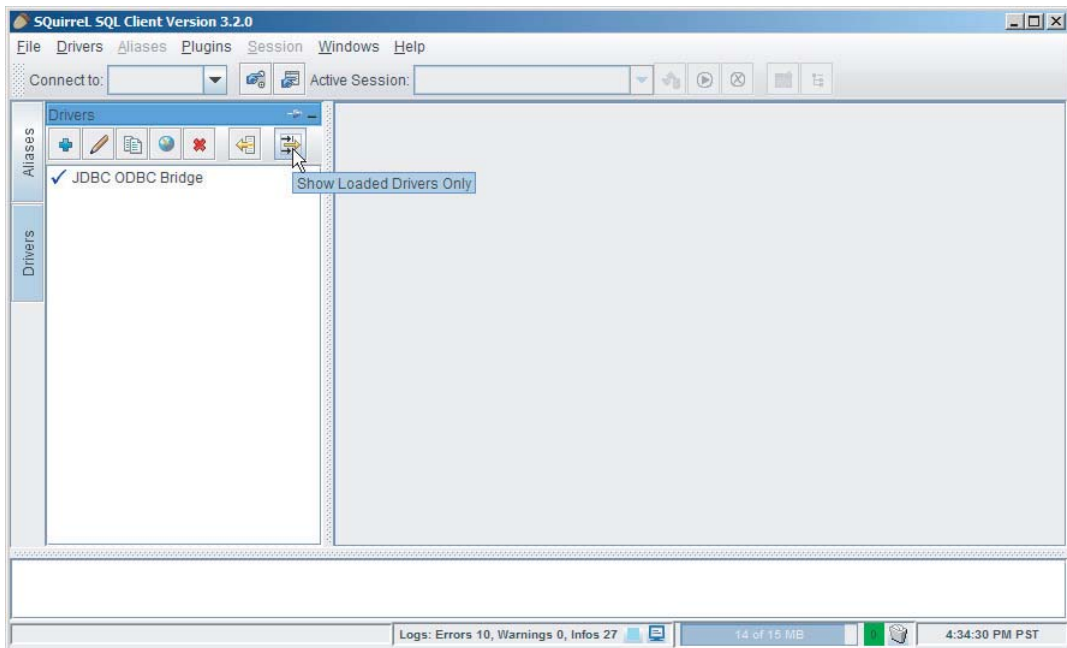 SQuirreL SQL Client Version 3.2.0
File Drivers Aliases Plugins Session Windows Help
Connect to: Active Session:
Aliases
Drivers
Drivers
JDBC ODBC Bridge
Show Loaded Drivers Only
Logs: Errors 10, Warnings 0, Infos 27 14 of 15 MB 0 4:34:30 PM PST